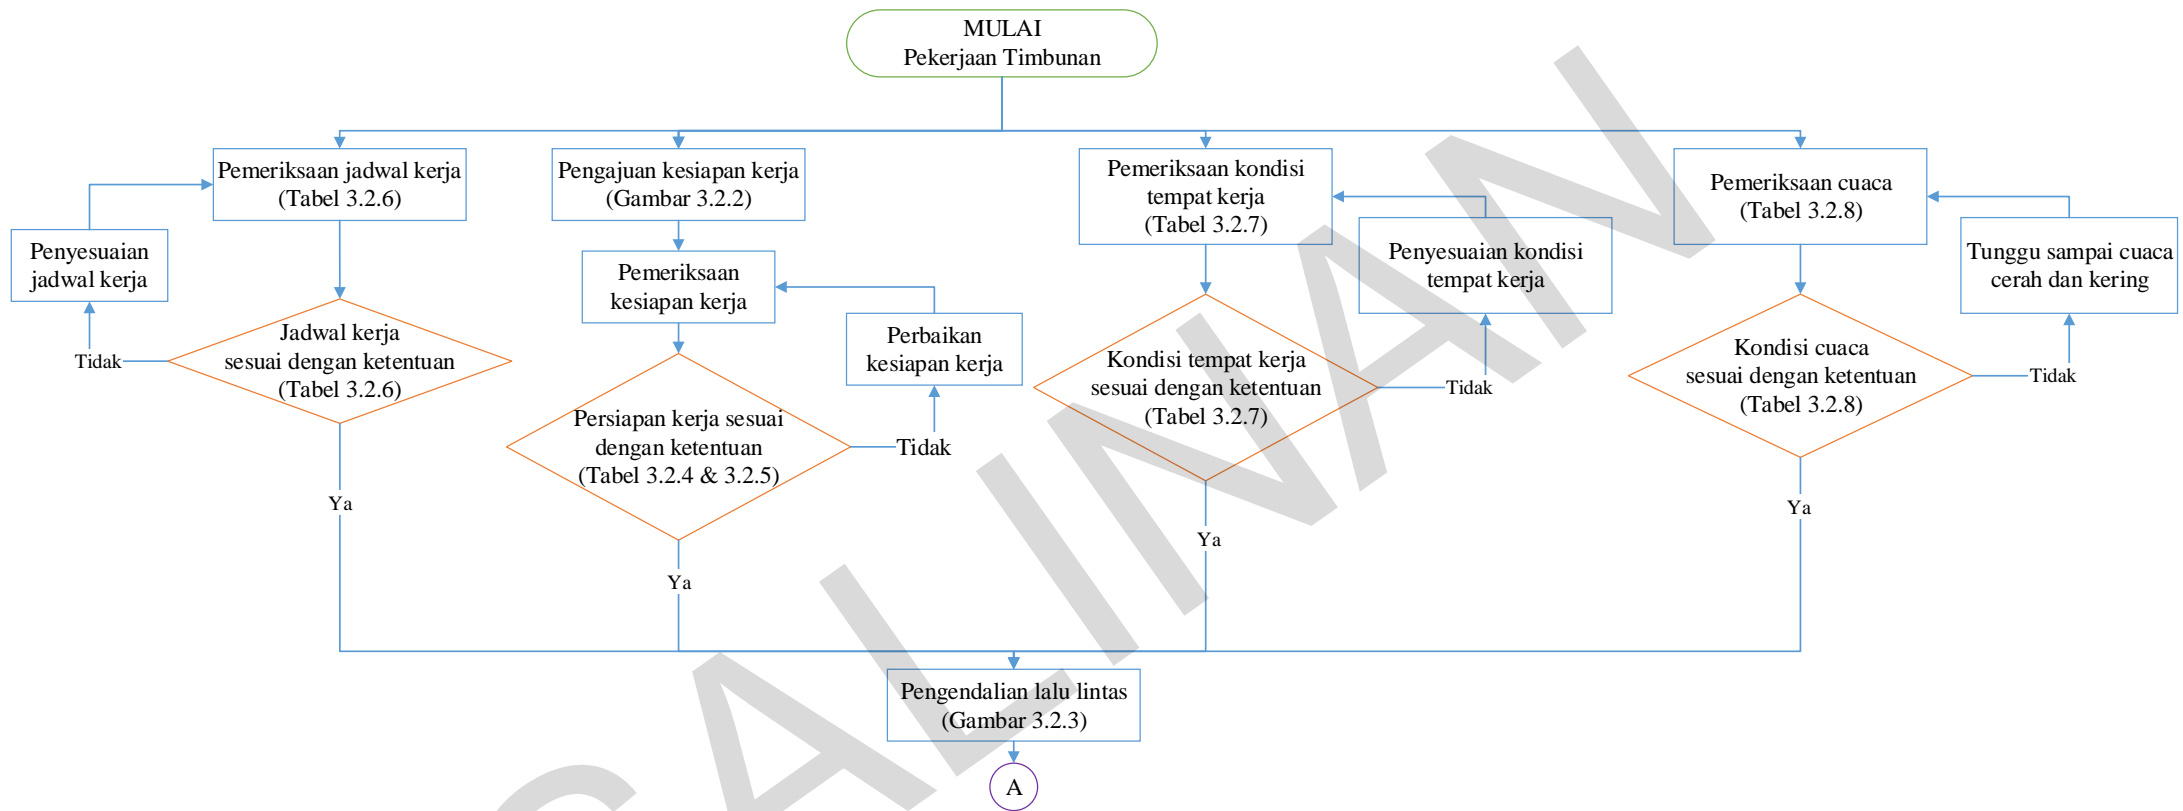 MULAI
Pekerjaan Timbunan
Pemeriksaan jadwal kerja
(Tabel 3.2.6)
Pengajuan kesiapan kerja
(Gambar 3.2.2)
Pemeriksaan kondisi
tempat kerja
(Tabel 3.2.7)
Pemeriksaan cuaca
(Tabel 3.2.8)
Penyesuaian
jadwal kerja
Pemeriksaan
kesiapan kerja
Penyesuaian kondisi
tempat kerja
Tunggu sampai cuaca
cerah dan kering
Jadwal kerja
sesuai dengan ketentuan
(Tabel 3.2.6)
Tidak
Perbaikan
kesiapan kerja
Kondisi tempat kerja
sesuai dengan ketentuan
(Tabel 3.2.7)
Tidak
Kondisi cuaca
sesuai dengan ketentuan
(Tabel 3.2.8)
Tidak
Persiapan kerja sesuai
dengan ketentuan
(Tabel 3.2.4 & 3.2.5)
Tidak
Ya
Ya
Ya
Ya
Pengendalian lalu lintas
(Gambar 3.2.3)
A
SALINAN